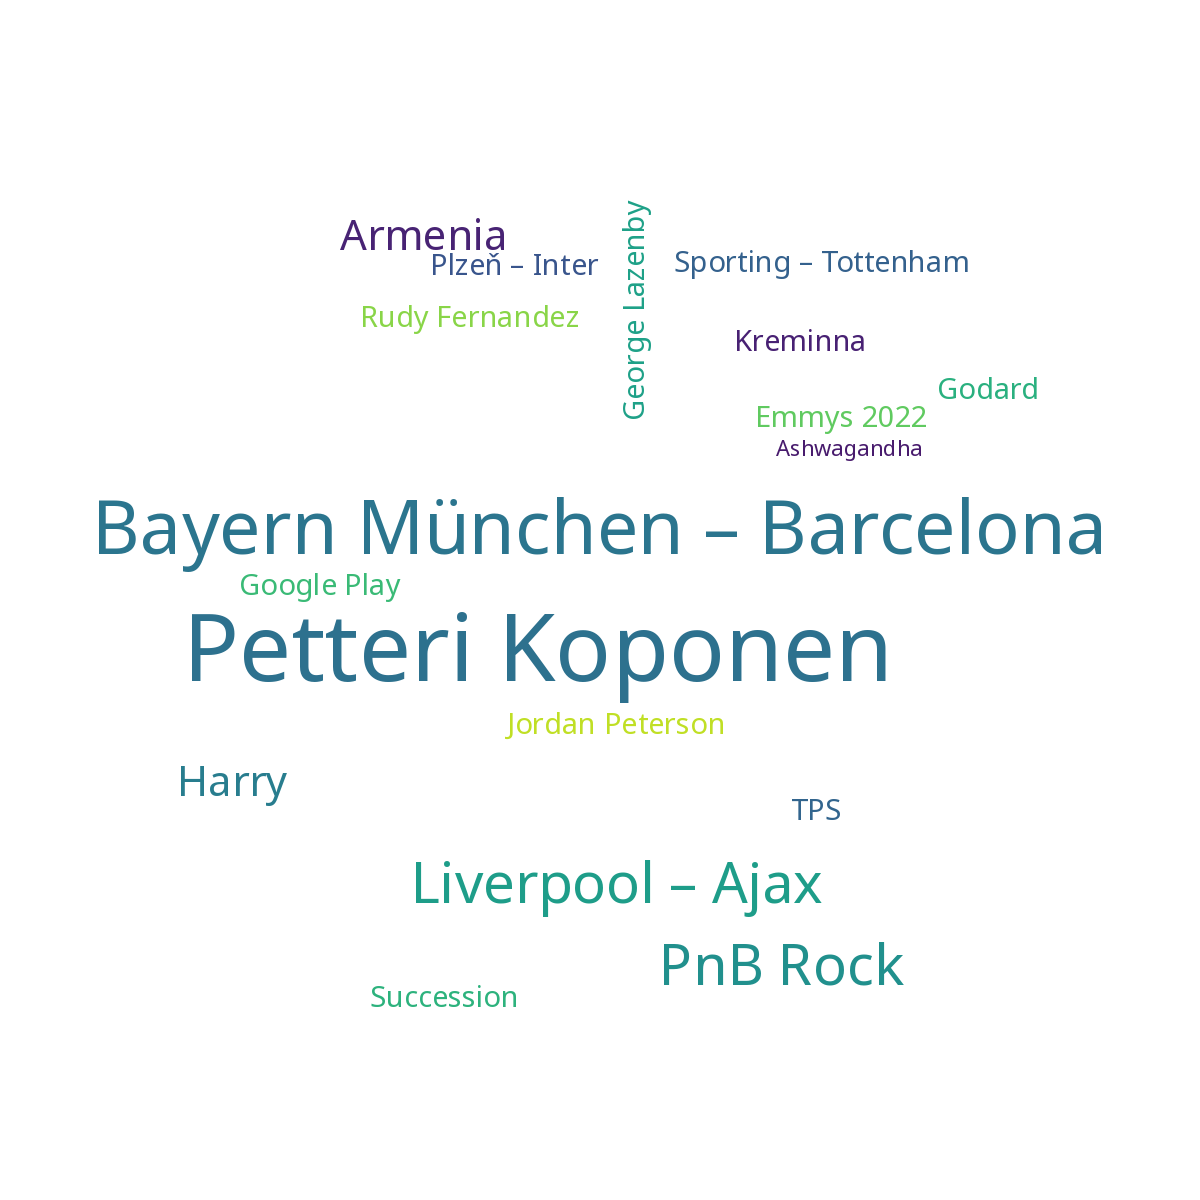 Armenia
Plzeň – Inter
George Lazenby
Sporting – Tottenham
Rudy Fernandez
Kreminna
Godard
Emmys 2022
Ashwagandha
Bayern München – Barcelona
Google Play
Petteri Koponen
Jordan Peterson
Harry
TPS
Liverpool – Ajax
PnB Rock
Succession